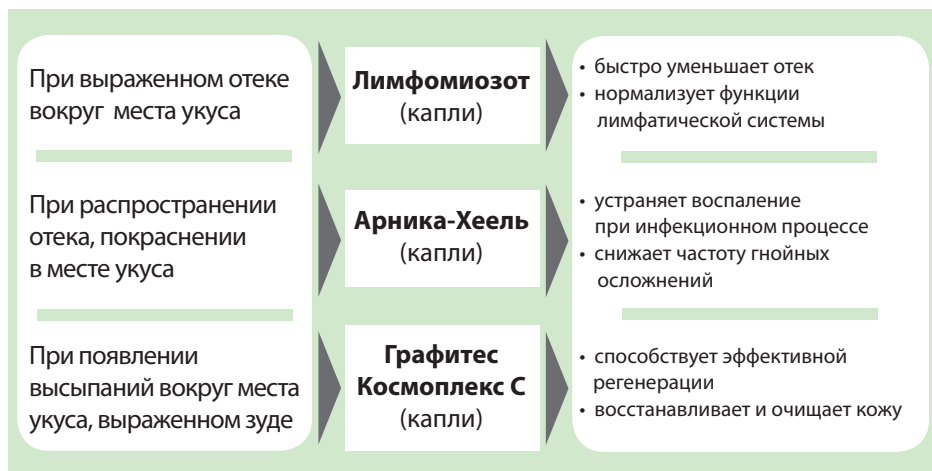 При выраженном отеке
вокруг места укуса
Лимфомиозот
(капли)
• быстро уменьшает отек
• нормализует функции
лимфатической системы
При распространении
отека, покраснении
в месте укуса
Арника-Хеель
(капли)
• устраняет воспаление
при инфекционном процессе
• снижает частоту гнойных
осложнений
При появлении
высыпаний вокруг места
укуса, выраженном зуде
Графитес
Космоплекс С
(капли)
• способствует эффективной
регенерации
• восстанавливает и очищает кожу